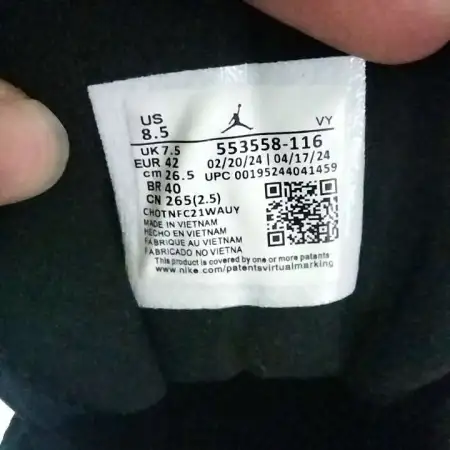 US
8.5
VY
UK 7.5
553558-116
EUR 42
02/20/24 | 04/17/24
cm 26.5
UPC 00195244041459
BR 40
CN 265(2.5)
CHOTNFC21WAUY
MADE IN VIETNAM
HECHO EN VIETNAM
FABRIQUE AU VIETNAM
FABRICADO NO VIETNA
This product is covered by one or more patents
www.nike.com/patentsvirtualmarking